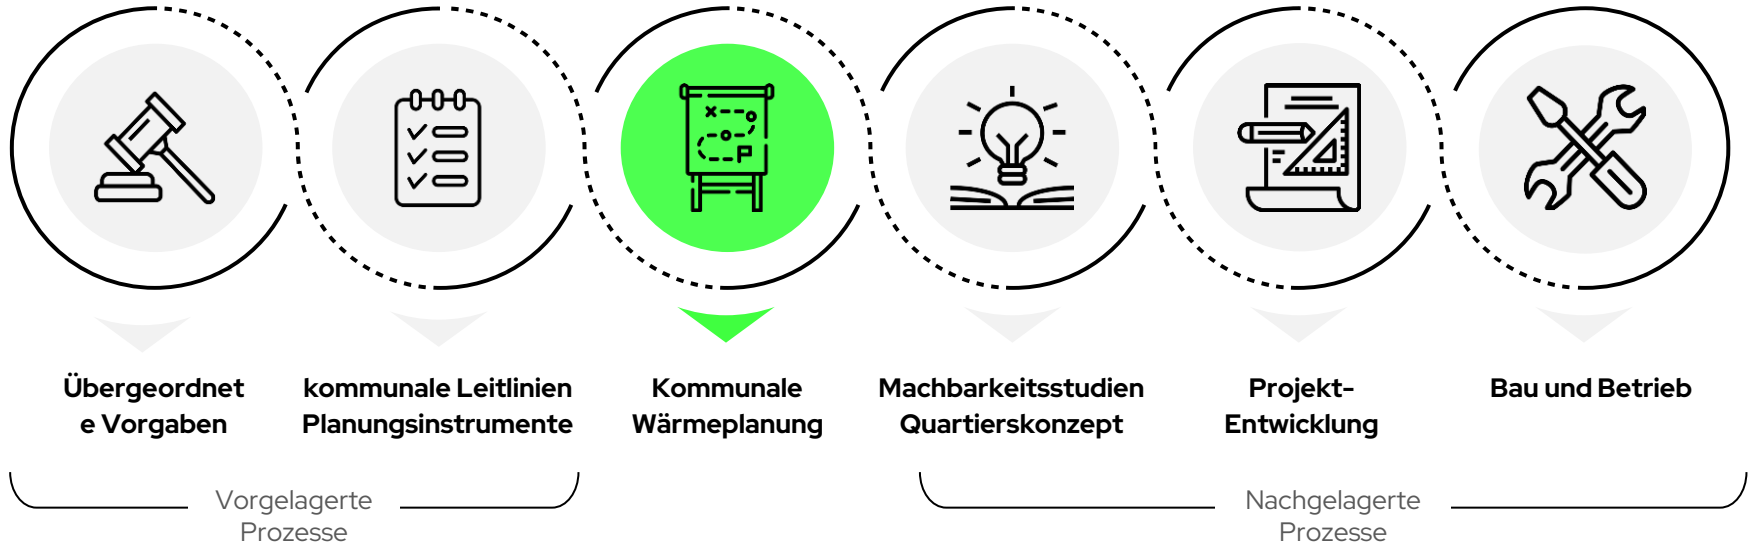 Übergeordnet
e Vorgaben
kommunale Leitlinien
Planungsinstrumente
Kommunale
Wärmeplanung
Machbarkeitsstudien
Quartierskonzept
Projekt-
Entwicklung
Bau und Betrieb
Vorgelagerte
Prozesse
Nachgelagerte
Prozesse